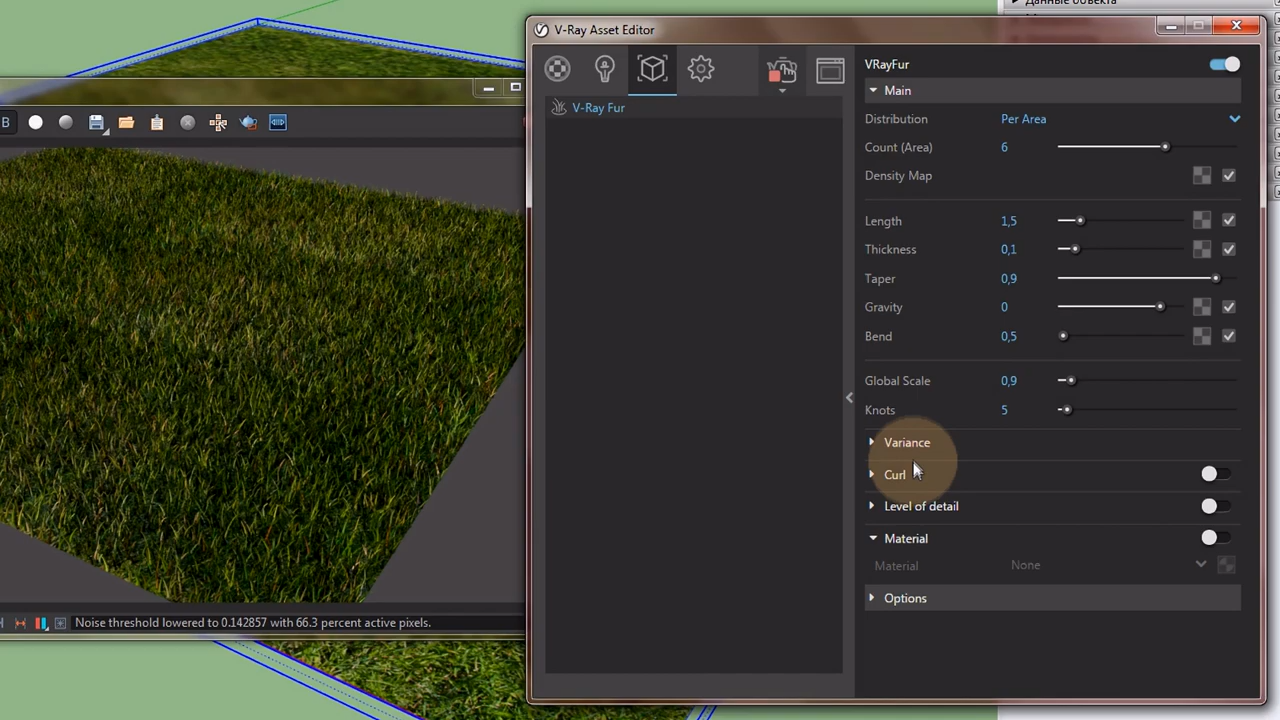 Данные объекта
V-Ray Asset Editor
VRayFur
Main
V-Ray Fur
Distribution Per Area
B
Count (Area) 6
Density Map
Length 1,5
Thickness 0,1
Taper 0,9
Gravity 0
Bend 0,5
Global Scale 0,9
Knots 5
Variance
Curl
Level of detail
Material
Material None
Options
Noise threshold lowered to 0.142857 with 66.3 percent active pixels.